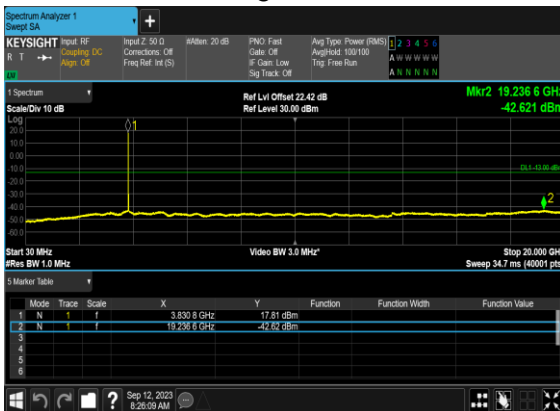 Spectrum Analyzer 1
Swept SA
KEYSIGHT Input: RF Input Z: 50 Ω #Atten: 20 dB PNO: Fast Avg Type: Power (RMS) 1 2 3 4 5 6
R T Coupling: DC Corrections: Off Gate: Off Avg|Hold: 100/100 A W W W W W
Align: Off Freq Ref: Int (S) IF Gain: Low Trig: Free Run
LV Sig Track: Off A N N N N N
1 Spectrum Ref Lvl Offset 22.42 dB Mkr2 19.236 6 GHz
Scale/Div 10 dB Ref Level 30.00 dBm -42.621 dBm
Log
20.0 1
10.0
0.00
-10.0 DL1 -13.00 dBm
-20.0
-30.0
-40.0 2
-50.0
-60.0
Start 30 MHz Video BW 3.0 MHz* Stop 20.000 GHz
#Res BW 1.0 MHz Sweep 34.7 ms (40001 pts)
5 Marker Table
Mode Trace Scale X Y Function Function Width Function Value
1 N 1 f 3.830 8 GHz 17.81 dBm
2 N 1 f 19.236 6 GHz -42.62 dBm
3
4
5
6
? Sep 12, 2023
8:26:09 AM